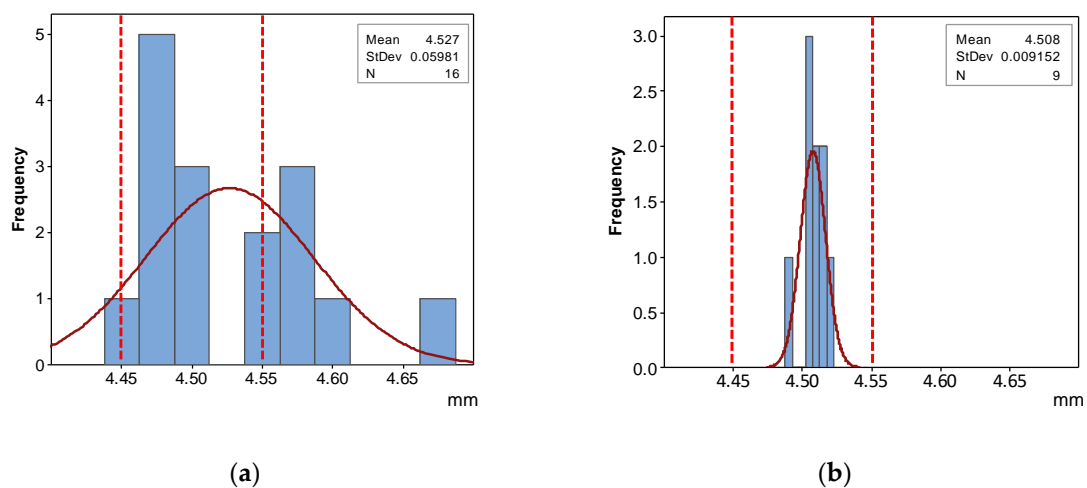 Mean 4.527
StDev 0.05981
N 16
5
4
3
2
1
0
Frequency
4.45 4.50 4.55 4.60 4.65
mm
(a)
Mean 4.508
StDev 0.009152
N 9
3.0
2.5
2.0
1.5
1.0
0.5
0.0
Frequency
4.45 4.50 4.55 4.60 4.65
mm
(b)